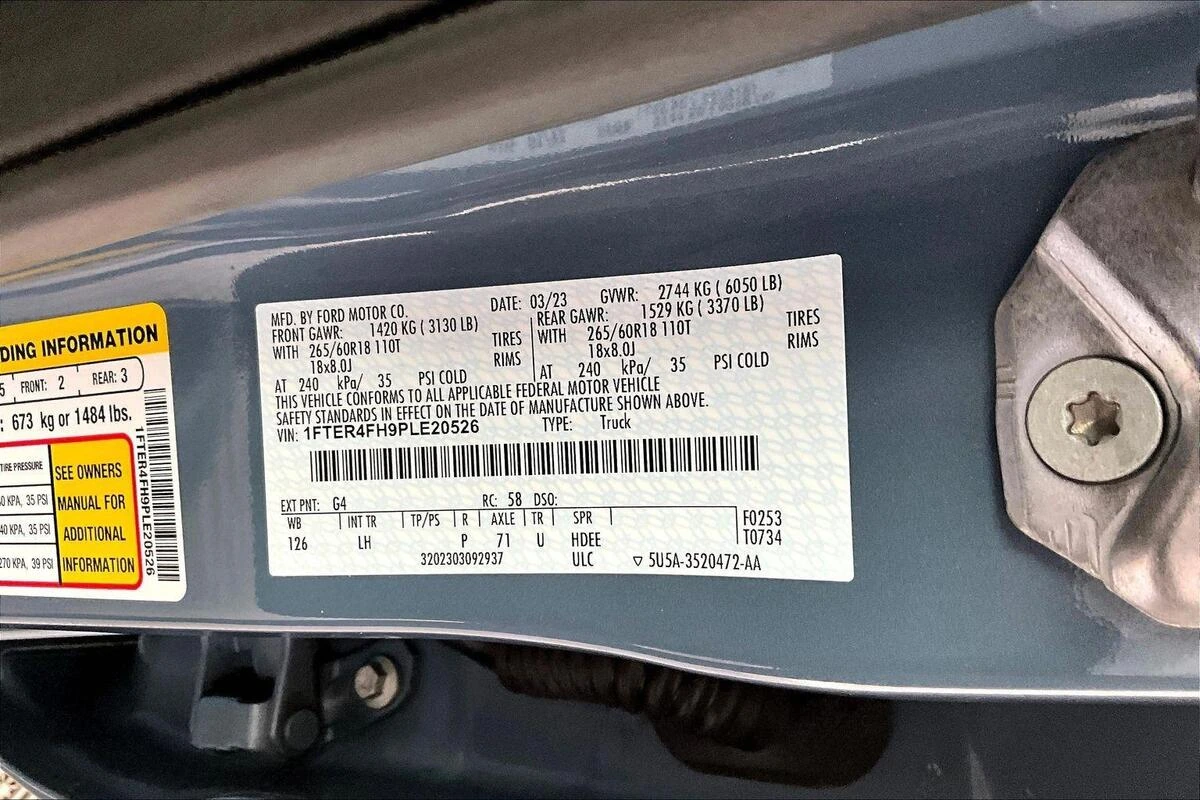 DING INFORMATION
5 FRONT: 2 REAR: 3
: 673 kg or 1484 lbs.
TIRE PRESSURE
0 KPA, 35 PSI
40 KPA, 35 PSI
270 KPA, 39 PSI
SEE OWNERS
MANUAL FOR
ADDITIONAL
INFORMATION
1FTER4FH9PLE20526
MFD. BY FORD MOTOR CO. DATE: 03/23 GVWR: 2744 KG ( 6050 LB)
FRONT GAWR: 1420 KG ( 3130 LB) REAR GAWR: 1529 KG ( 3370 LB)
WITH 265/60R18 110T TIRES WITH 265/60R18 110T TIRES
18x8.0J RIMS 18x8.0J RIMS
AT 240 kPa/ 35 PSI COLD AT 240 kPa/ 35 PSI COLD
THIS VEHICLE CONFORMS TO ALL APPLICABLE FEDERAL MOTOR VEHICLE
SAFETY STANDARDS IN EFFECT ON THE DATE OF MANUFACTURE SHOWN ABOVE.
VIN: 1FTER4FH9PLE20526 TYPE: Truck
EXT PNT: G4 RC: 58 DSO:
WB INT TR TP/PS R AXLE TR SPR F0253
126 LH P 71 U HDEE T0734
3202303092937 ULC ▽ 5U5A-3520472-AA